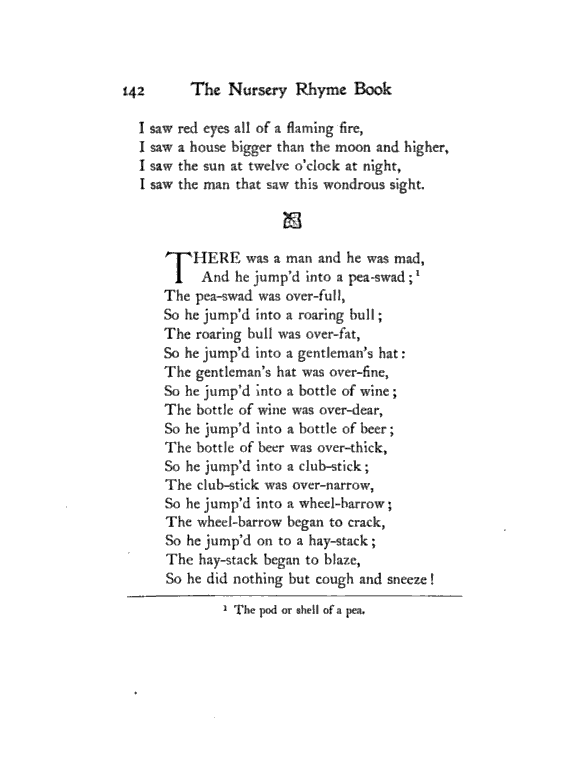 142 The Nursery Rhyme Book
I saw red eyes all of a flaming fire,
I saw a house bigger than the moon and higher,
I saw the sun at twelve o'clock at night,
I saw the man that saw this wondrous sight.
THERE was a man and he was mad,
And he jump'd into a pea-swad;¹
The pea-swad was over-full,
So he jump'd into a roaring bull;
The roaring bull was over-fat,
So he jump'd into a gentleman's hat:
The gentleman's hat was over-fine,
So he jump'd into a bottle of wine;
The bottle of wine was over-dear,
So he jump'd into a bottle of beer;
The bottle of beer was over-thick,
So he jump'd into a club-stick;
The club-stick was over-narrow,
So he jump'd into a wheel-barrow;
The wheel-barrow began to crack,
So he jump'd on to a hay-stack;
The hay-stack began to blaze,
So he did nothing but cough and sneeze!
¹ The pod or shell of a pea.